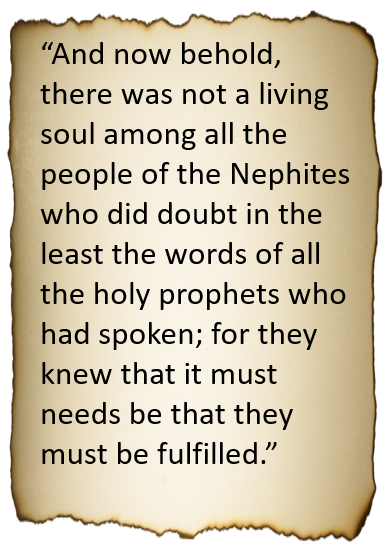 “And now behold,
there was not a living
soul among all the
people of the Nephites
who did doubt in the
least the words of all
the holy prophets who
had spoken; for they
knew that it must
needs be that they
must be fulfilled.”